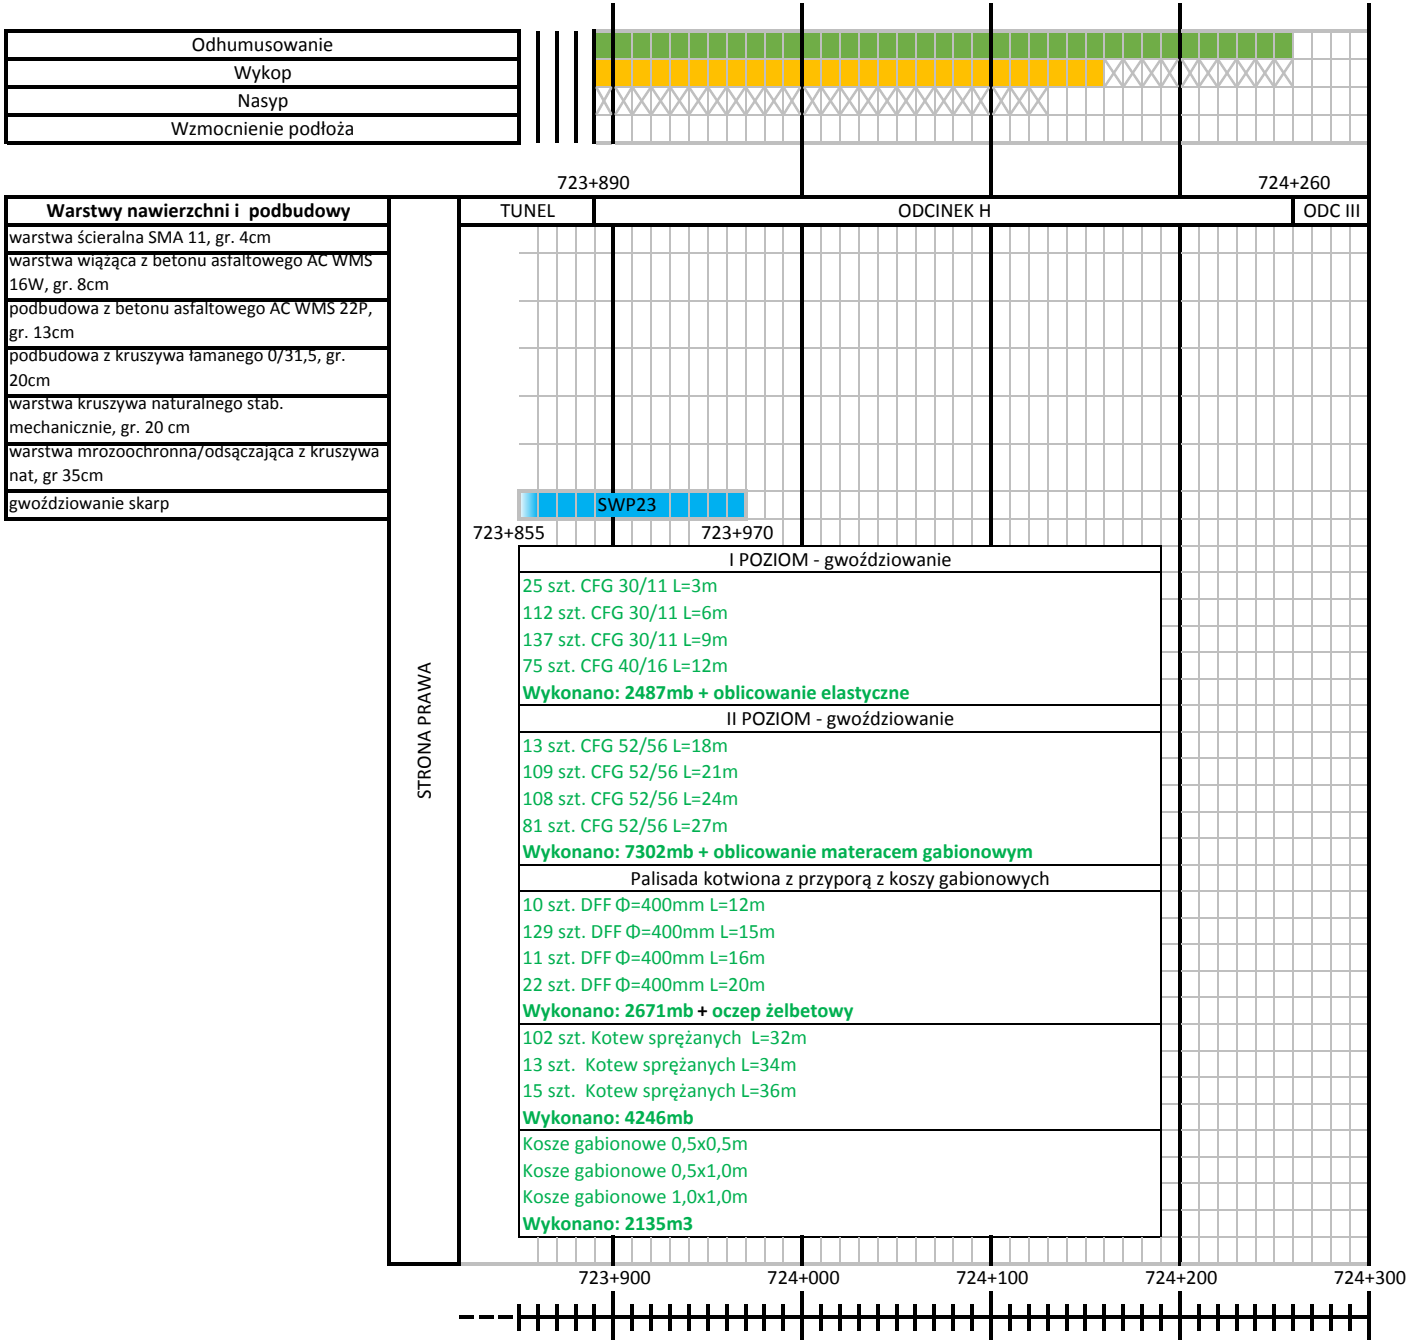 Odhumusowanie
Wykop
Nasyp
Wzmocnienie podłoża
723+890
724+260
Warstwy nawierzchni i  podbudowy
TUNEL
ODCINEK H
ODC III
warstwa ścieralna SMA 11, gr. 4cm
warstwa wiążąca z betonu asfaltowego AC WMS
16W, gr. 8cm
podbudowa z betonu asfaltowego AC WMS 22P,
gr. 13cm
podbudowa z kruszywa łamanego 0/31,5, gr.
20cm
warstwa kruszywa naturalnego stab.
mechanicznie, gr. 20 cm
warstwa mrozoochronna/odsączająca z kruszywa
nat, gr 35cm
gwoździowanie skarp
STRONA PRAWA
SWP23
723+855
723+970
I POZIOM - gwoździowanie
25 szt. CFG 30/11 L=3m
112 szt. CFG 30/11 L=6m
137 szt. CFG 30/11 L=9m
75 szt. CFG 40/16 L=12m
Wykonano: 2487mb + oblicowanie elastyczne
II POZIOM - gwoździowanie
13 szt. CFG 52/56 L=18m
109 szt. CFG 52/56 L=21m
108 szt. CFG 52/56 L=24m
81 szt. CFG 52/56 L=27m
Wykonano: 7302mb + oblicowanie materacem gabionowym
Palisada kotwiona z przyporą z koszy gabionowych
10 szt. DFF Φ=400mm L=12m
129 szt. DFF Φ=400mm L=15m
11 szt. DFF Φ=400mm L=16m
22 szt. DFF Φ=400mm L=20m
Wykonano: 2671mb + oczep żelbetowy
102 szt. Kotew sprężanych  L=32m
13 szt.  Kotew sprężanych L=34m
15 szt.  Kotew sprężanych L=36m
Wykonano: 4246mb
Kosze gabionowe 0,5x0,5m
Kosze gabionowe 0,5x1,0m
Kosze gabionowe 1,0x1,0m
Wykonano: 2135m3
723+900
724+000
724+100
724+200
724+300